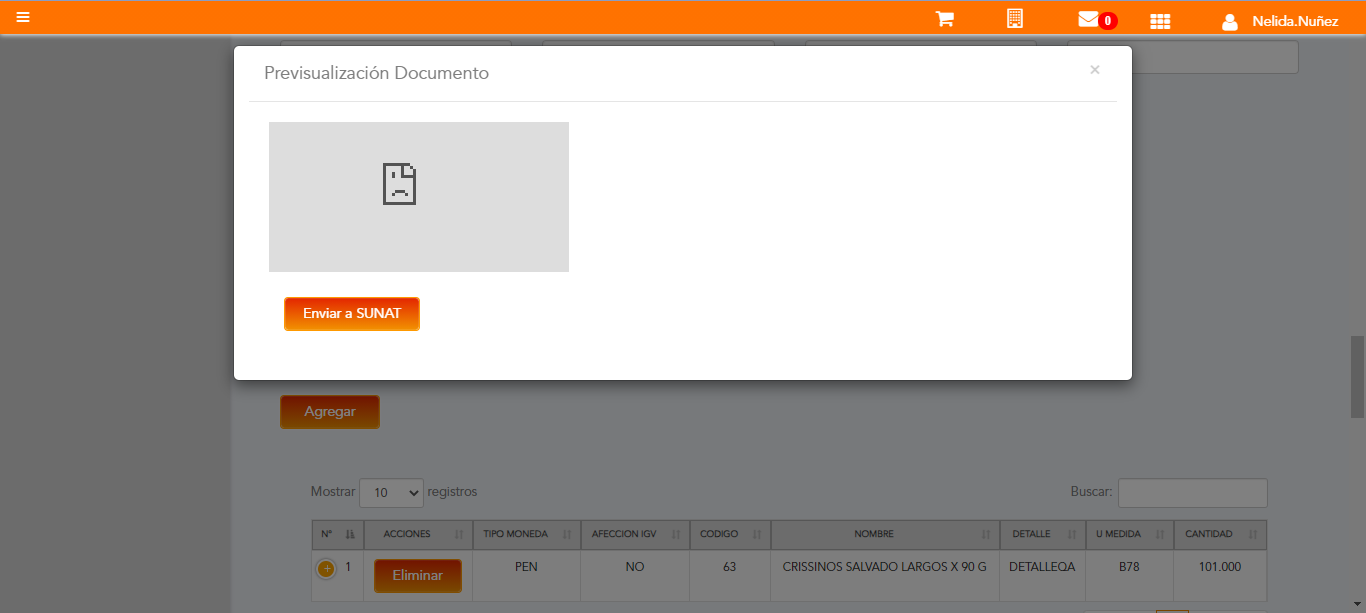 0 Nelida.Nuñez
Previsualización Documento ×
Enviar a SUNAT
Agregar
Mostrar 10 registros Buscar:
N° ACCIONES TIPO MONEDA AFECCION IGV CODIGO NOMBRE DETALLE U MEDIDA CANTIDAD
1 Eliminar PEN NO 63 CRISSINOS SALVADO LARGOS X 90 G DETALLEQA B78 101.000